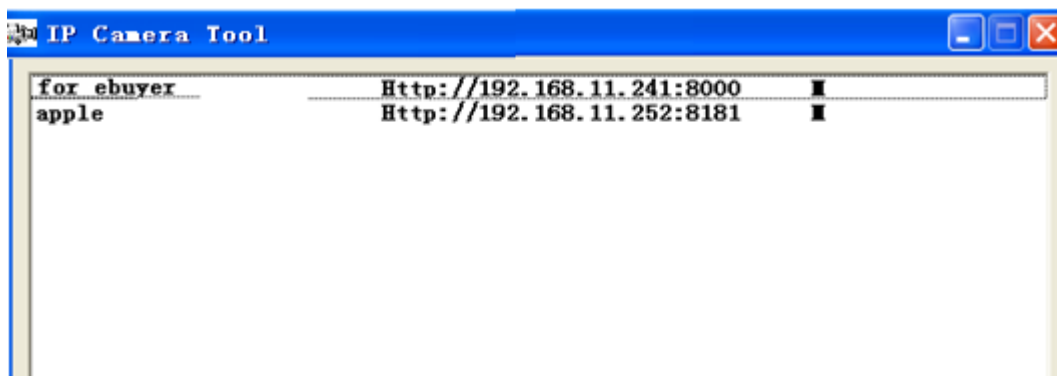 IP Camera Tool
for ebuyer Http://192.168.11.241:8000
apple Http://192.168.11.252:8181